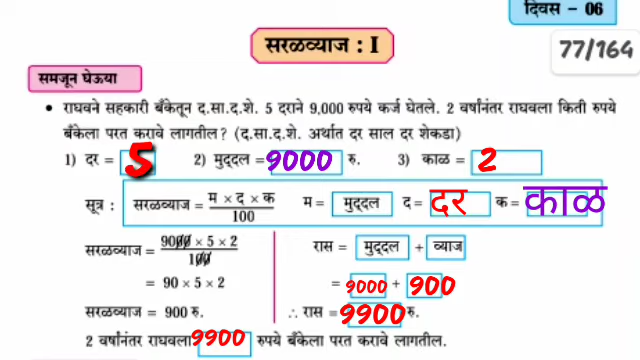 दिवस - 06
सरळव्याज : I
77/164
समजून घेऊया
• राघवने सहकारी बँकेतून द.सा.द.शे. 5 दराने 9,000 रुपये कर्ज घेतले. 2 वर्षांनंतर राघवला किती रुपये
बँकेला परत करावे लागतील? (द.सा.द.शे. अर्थात दर साल दर शेकडा)
1) दर = 5 2) मुद्दल = 9000 रु. 3) काळ = 2
सूत्र : सरळव्याज = म × द × क / 100 म = मुद्दल द = दर क = काळ
सरळव्याज = 9000 × 5 × 2 / 100 रास = मुद्दल + व्याज
= 90 × 5 × 2 = 9000 + 900
सरळव्याज = 900 रु. ∴ रास = 9900 रु.
2 वर्षांनंतर राघवला 9900 रुपये बँकेला परत करावे लागतील.